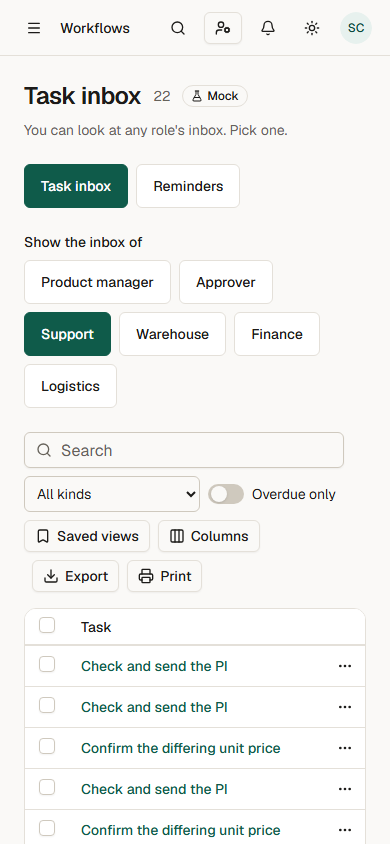 Workflows
SC
Task inbox 22 Mock
You can look at any role's inbox. Pick one.
Task inbox Reminders
Show the inbox of
Product manager Approver
Support Warehouse Finance
Logistics
Search
All kinds Overdue only
Saved views Columns
Export Print
Task
Check and send the PI
Check and send the PI
Confirm the differing unit price
Check and send the PI
Confirm the differing unit price